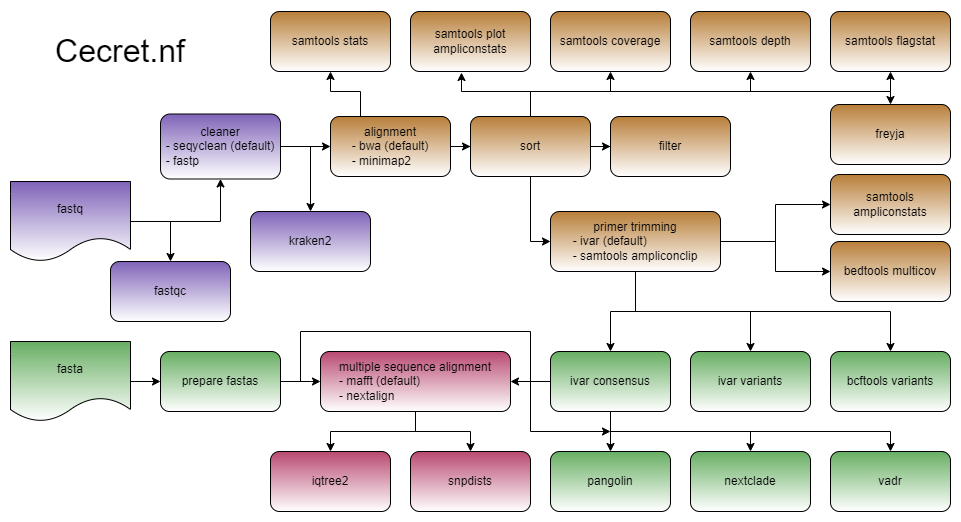 Cecret.nf
samtools stats
samtools plot
ampliconstats
samtools coverage
samtools depth
samtools flagstat
cleaner
- seqyclean (default)
- fastp
alignment
- bwa (default)
- minimap2
sort
filter
freyja
fastq
kraken2
fastqc
primer trimming
- ivar (default)
- samtools ampliconclip
samtools
ampliconstats
bedtools multicov
fasta
prepare fastas
multiple sequence alignment
- mafft (default)
- nextalign
ivar consensus
ivar variants
bcftools variants
iqtree2
snpdists
pangolin
nextclade
vadr